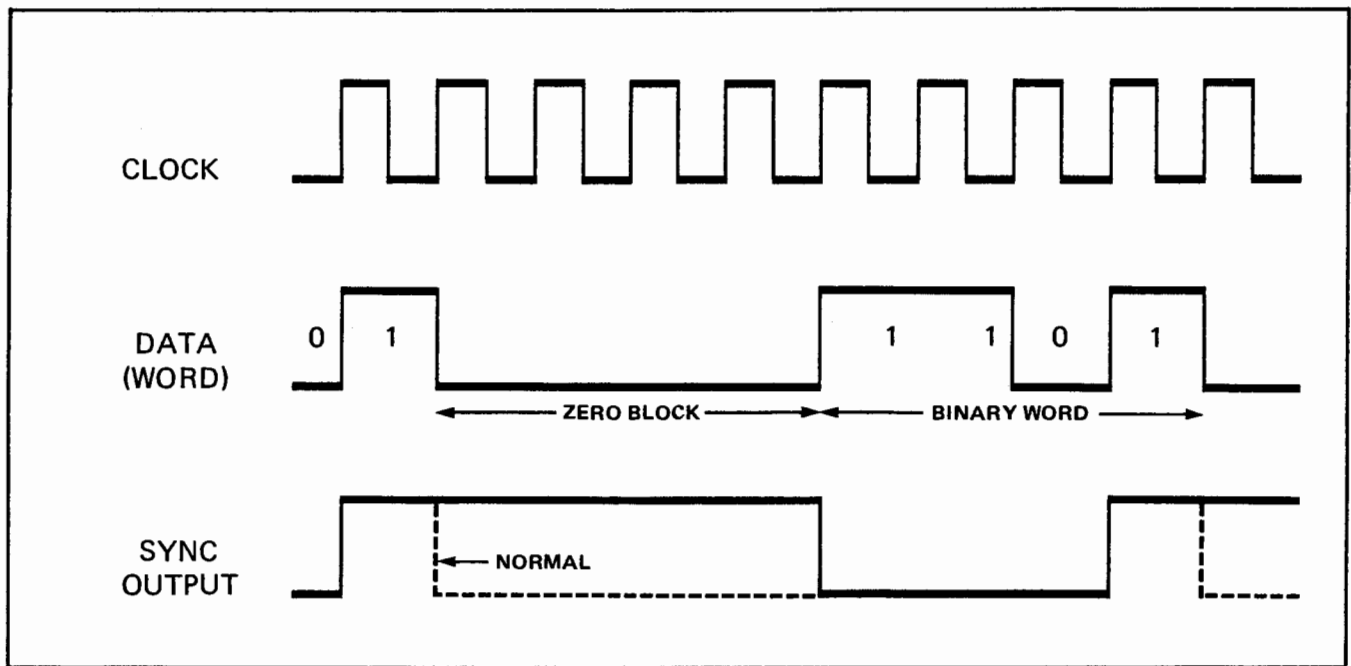 CLOCK
DATA
(WORD)
0 1 1 1 0 1
ZERO BLOCK
BINARY WORD
SYNC
OUTPUT
NORMAL